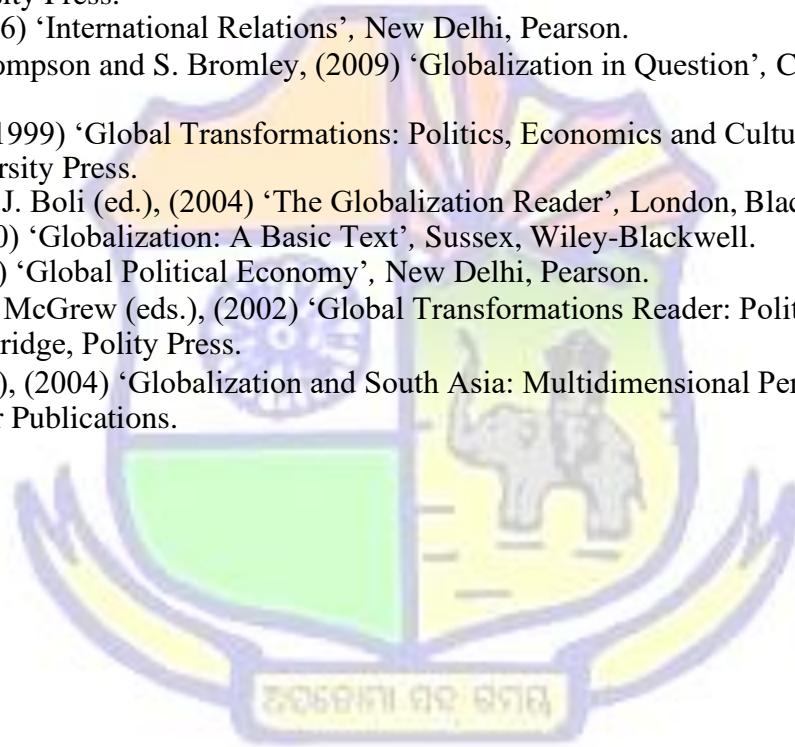 sity Press.
6) ‘International Relations’, New Delhi, Pearson.
ompson and S. Bromley, (2009) ‘Globalization in Question’, C
1999) ‘Global Transformations: Politics, Economics and Cultu
rsity Press.
J. Boli (ed.), (2004) ‘The Globalization Reader’, London, Blac
0) ‘Globalization: A Basic Text’, Sussex, Wiley-Blackwell.
) ‘Global Political Economy’, New Delhi, Pearson.
McGrew (eds.), (2002) ‘Global Transformations Reader: Polit
ridge, Polity Press.
), (2004) ‘Globalization and South Asia: Multidimensional Per
r Publications.